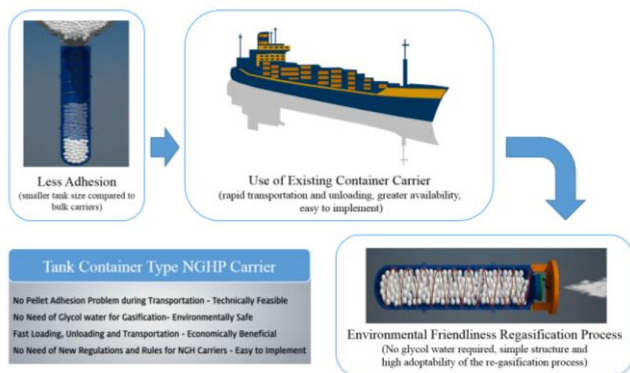 Less Adhesion
(smaller tank size compared to
bulk carriers)
Use of Existing Container Carrier
(rapid transportation and unloading, greater availability,
easy to implement)
Tank Container Type NGHP Carrier
No Pellet Adhesion Problem during Transportation - Technically Feasible
No Need of Glycol water for Gasification- Environmentally Safe
Fast Loading, Unloading and Transportation - Economically Beneficial
No Need of New Regulations and Rules for NGH Carriers - Easy to Implement
Environmental Friendliness Regasification Process
(No glycol water required, simple structure and
high adoptability of the re-gasification process)